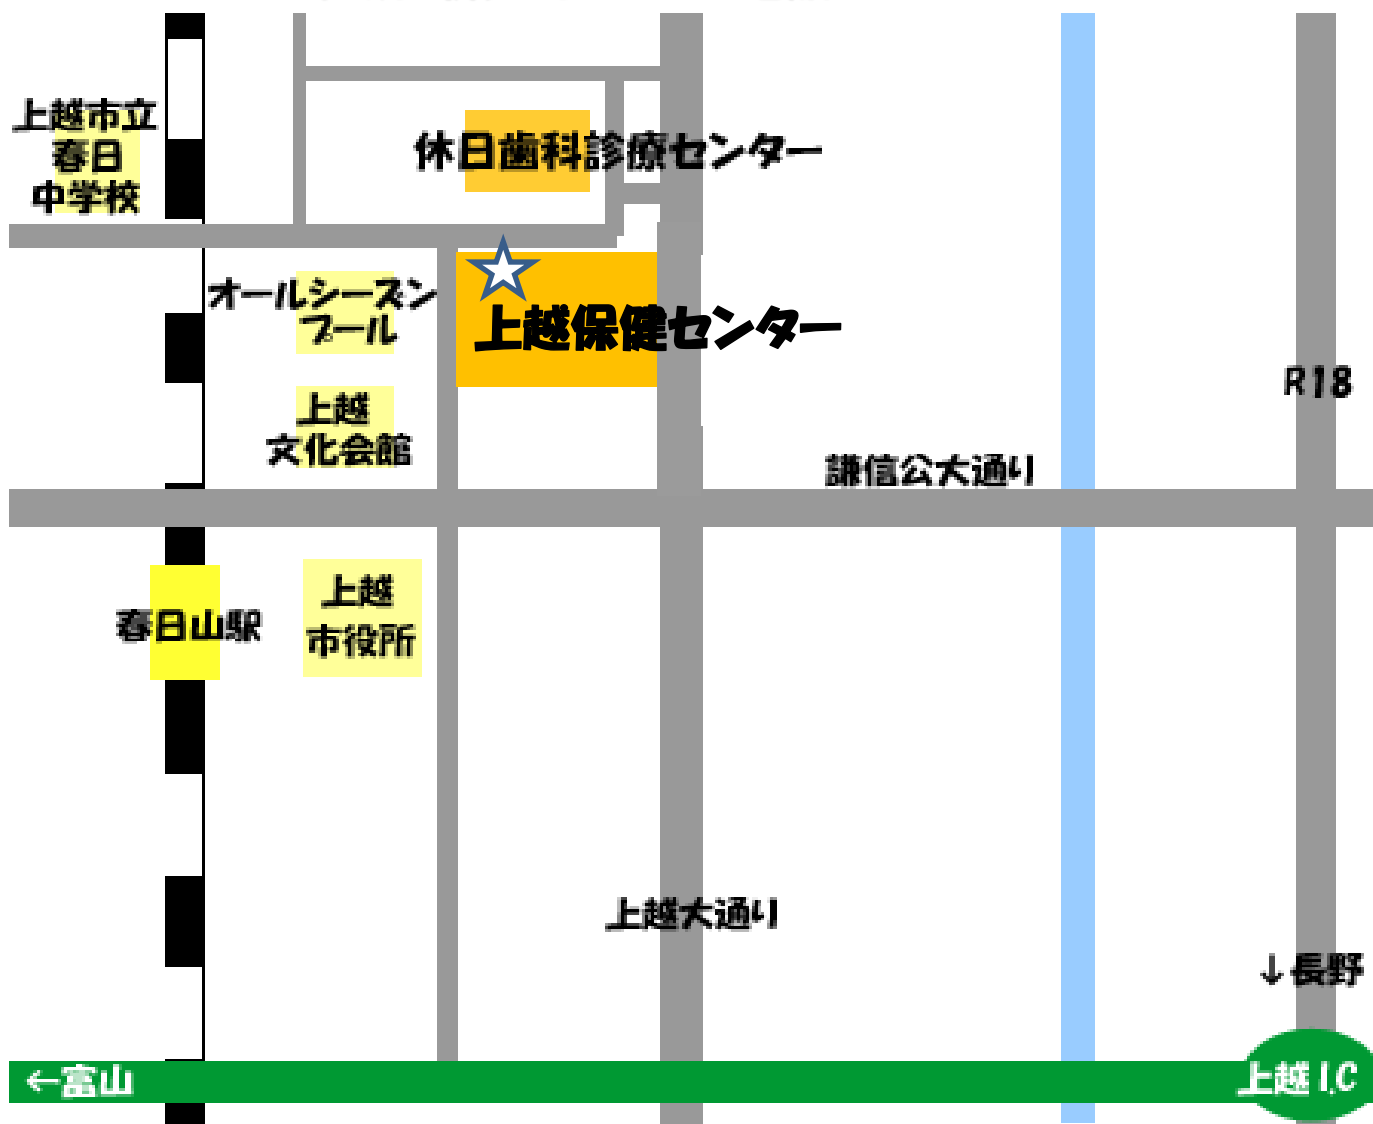 上越市立
春日
中学校
休日歯科診療センター
オールシーズン
プール
上越保健センター
上越
文化会館
R18
謙信公大通り
春日山駅
上越
市役所
上越大通り
↓長野
←富山
上越I.C